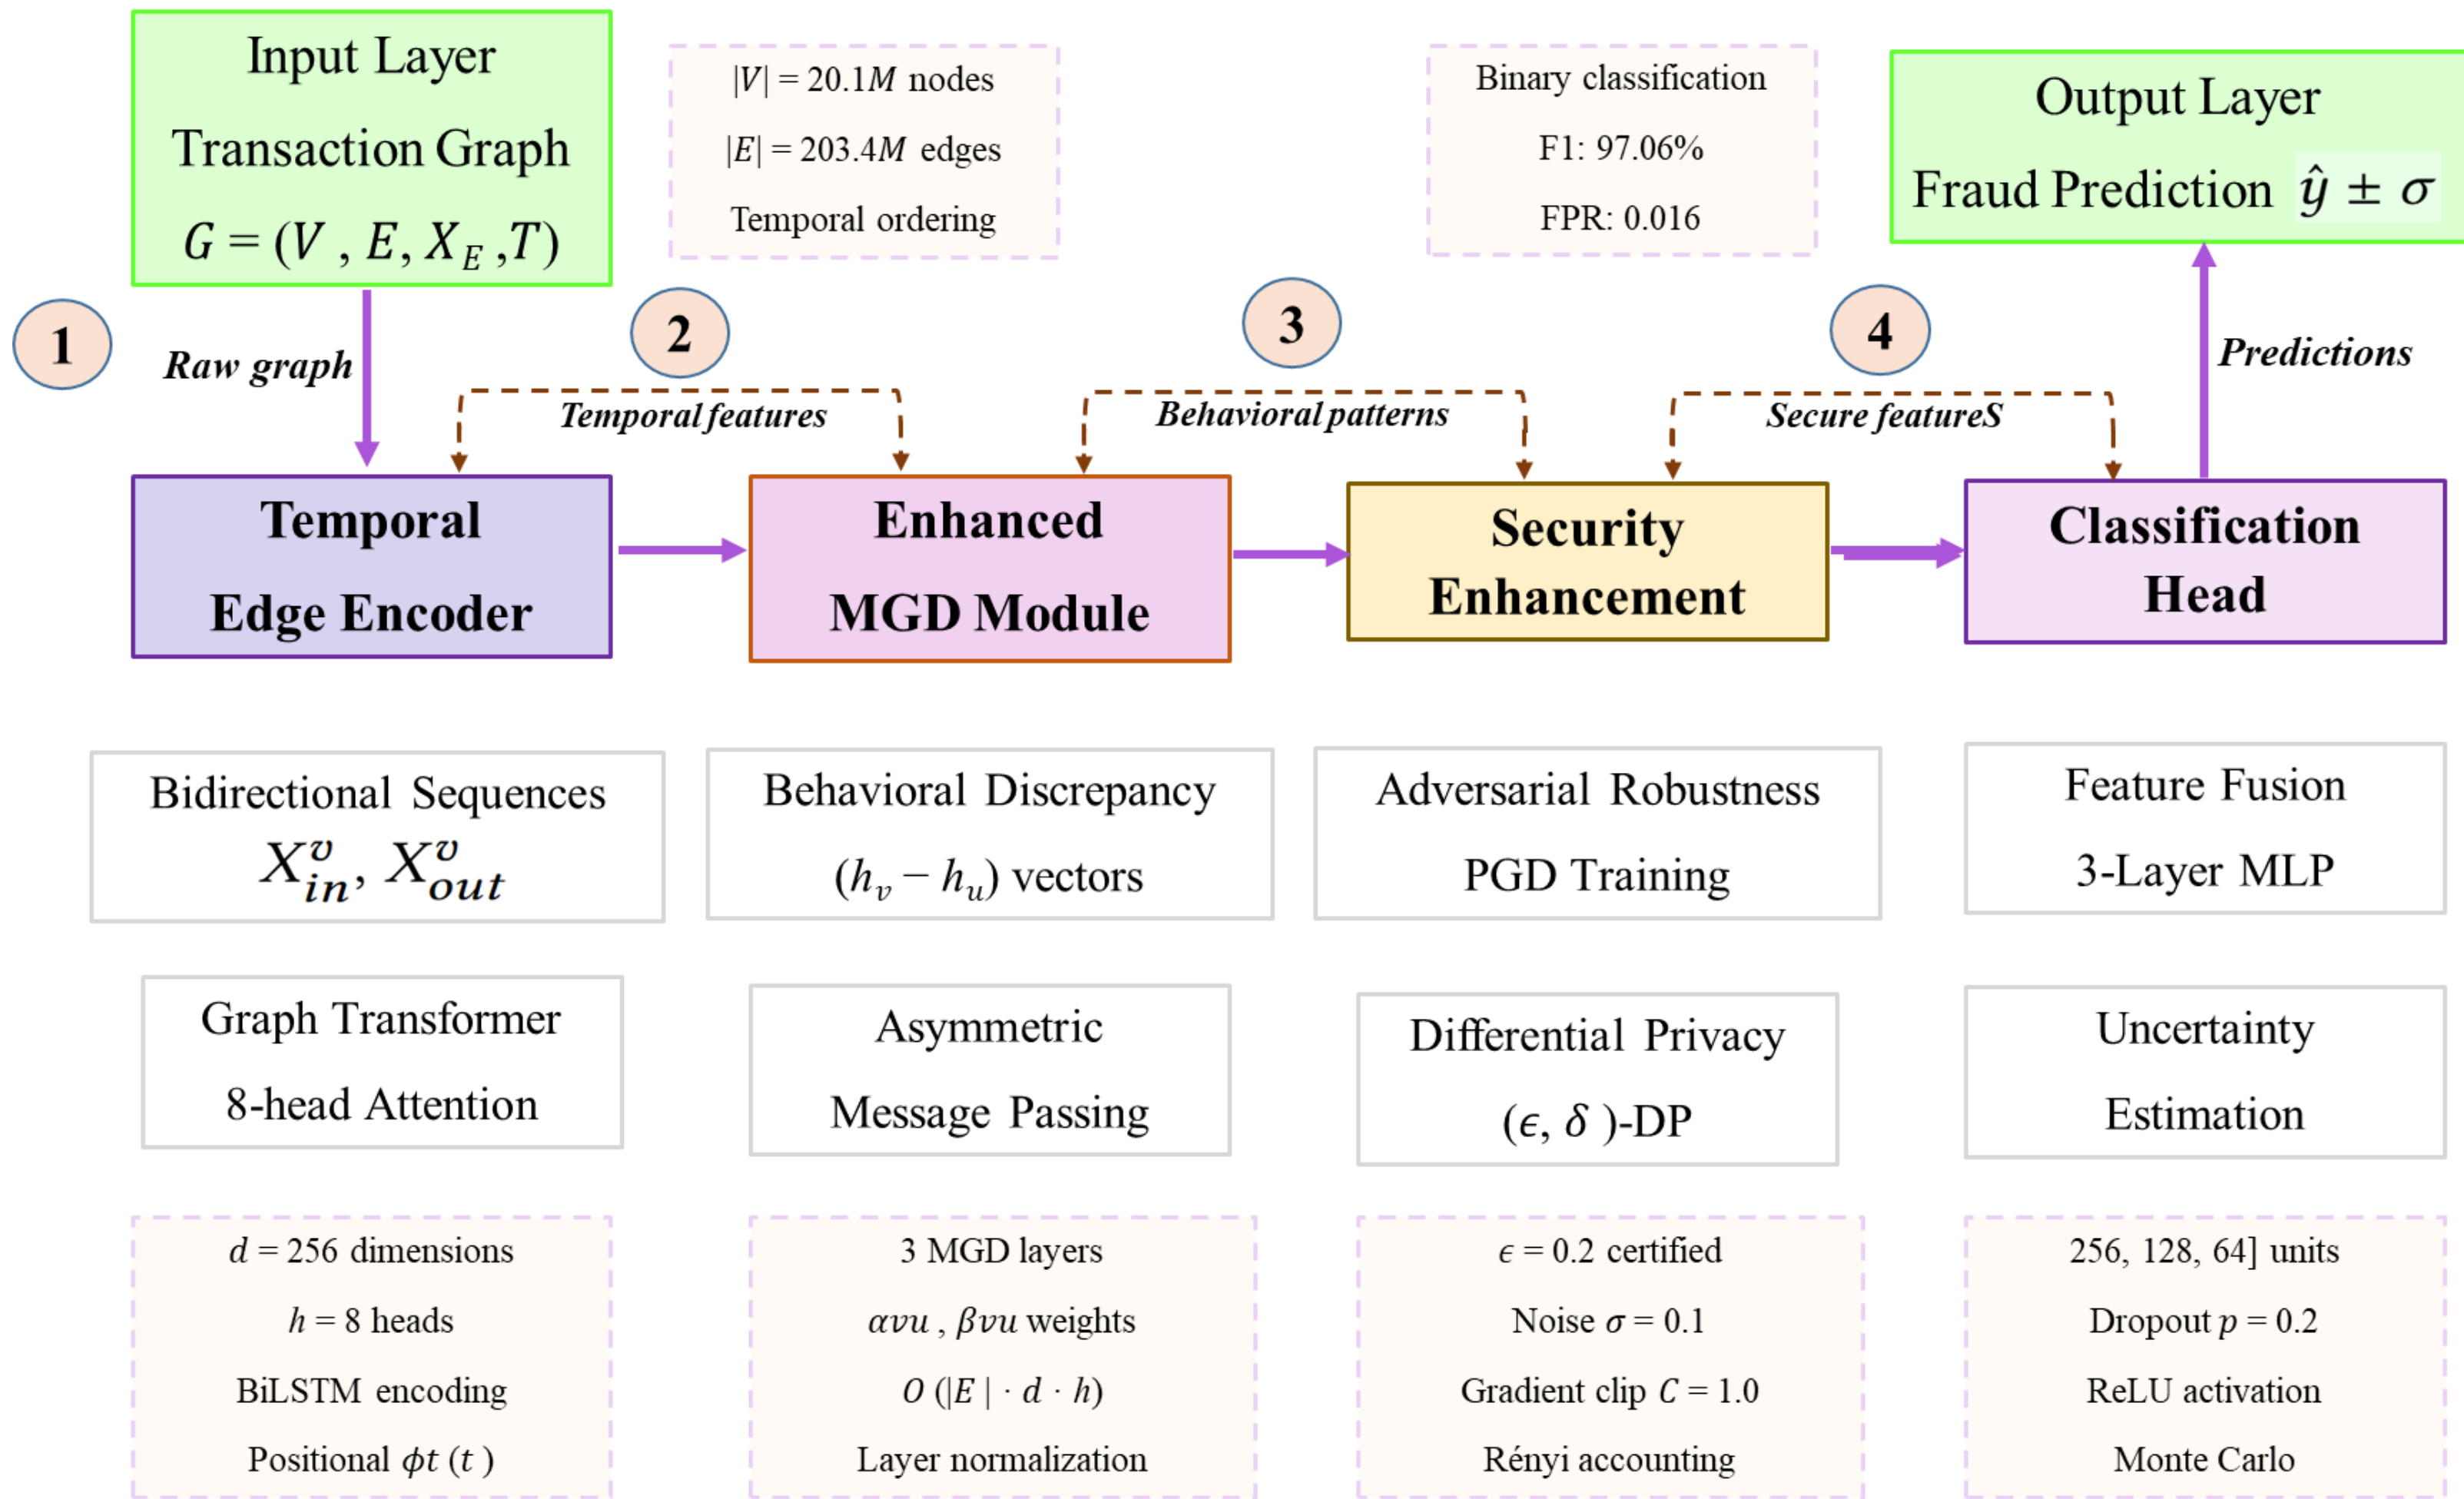 Input Layer
Transaction Graph
G = (V , E, X_E ,T)
|V| = 20.1M nodes
|E| = 203.4M edges
Temporal ordering
Binary classification
F1: 97.06%
FPR: 0.016
Output Layer
Fraud Prediction ŷ ± σ
1
Raw graph
2
Temporal features
3
Behavioral patterns
4
Secure featureS
Predictions
Temporal
Edge Encoder
Enhanced
MGD Module
Security
Enhancement
Classification
Head
Bidirectional Sequences
X_in^v, X_out^v
Behavioral Discrepancy
(h_v − h_u) vectors
Adversarial Robustness
PGD Training
Feature Fusion
3-Layer MLP
Graph Transformer
8-head Attention
Asymmetric
Message Passing
Differential Privacy
(ϵ, δ )-DP
Uncertainty
Estimation
d = 256 dimensions
h = 8 heads
BiLSTM encoding
Positional ϕt (t )
3 MGD layers
αvu , βvu weights
O (|E | · d · h)
Layer normalization
ϵ = 0.2 certified
Noise σ = 0.1
Gradient clip C = 1.0
Rényi accounting
256, 128, 64] units
Dropout p = 0.2
ReLU activation
Monte Carlo